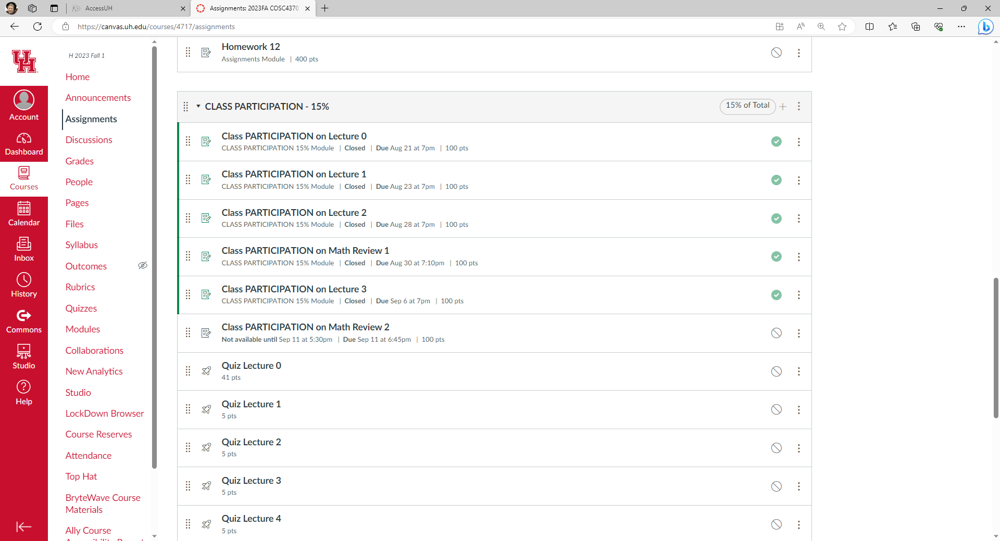 AccessUH
Assignments: 2023FA COSC4370
https://canvas.uh.edu/courses/4717/assignments
H 2023 Fall 1
Account
Dashboard
Courses
Calendar
Inbox
History
Commons
Studio
Help
Home
Announcements
Assignments
Discussions
Grades
People
Pages
Files
Syllabus
Outcomes
Rubrics
Quizzes
Modules
Collaborations
New Analytics
Studio
LockDown Browser
Course Reserves
Attendance
Top Hat
BryteWave Course
Materials
Ally Course
Homework 12
Assignments Module | 400 pts
CLASS PARTICIPATION - 15%
15% of Total
Class PARTICIPATION on Lecture 0
CLASS PARTICIPATION 15% Module | Closed | Due Aug 21 at 7pm | 100 pts
Class PARTICIPATION on Lecture 1
CLASS PARTICIPATION 15% Module | Closed | Due Aug 23 at 7pm | 100 pts
Class PARTICIPATION on Lecture 2
CLASS PARTICIPATION 15% Module | Closed | Due Aug 28 at 7pm | 100 pts
Class PARTICIPATION on Math Review 1
CLASS PARTICIPATION 15% Module | Closed | Due Aug 30 at 7:10pm | 100 pts
Class PARTICIPATION on Lecture 3
CLASS PARTICIPATION 15% Module | Closed | Due Sep 6 at 7pm | 100 pts
Class PARTICIPATION on Math Review 2
Not available until Sep 11 at 5:30pm | Due Sep 11 at 6:45pm | 100 pts
Quiz Lecture 0
41 pts
Quiz Lecture 1
5 pts
Quiz Lecture 2
5 pts
Quiz Lecture 3
5 pts
Quiz Lecture 4
5 pts